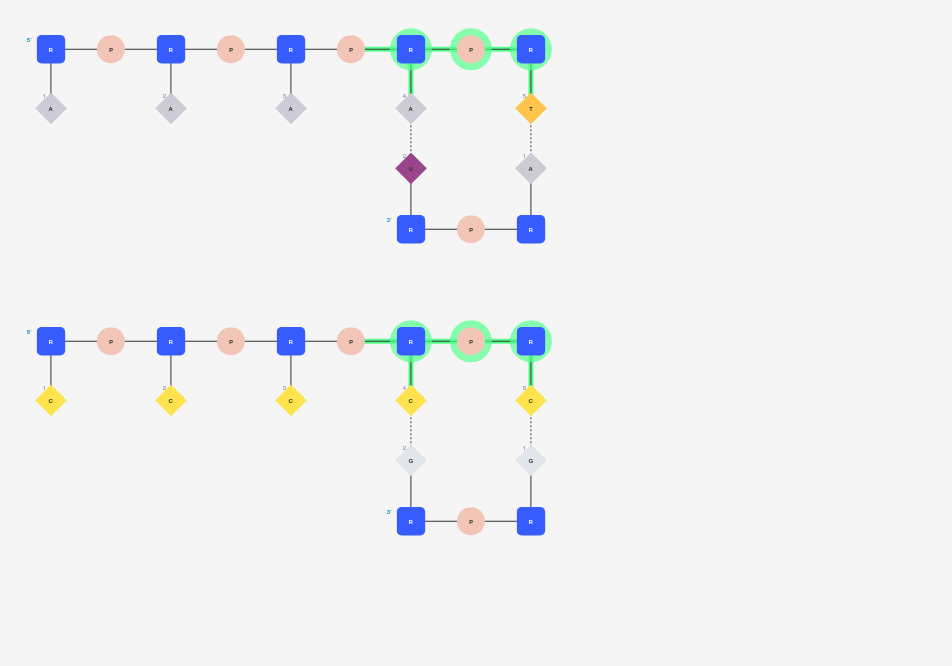 5'
R P R P R P R P R
1 2 3 4 5
A A A A T
2 1
U A
3'
R P R
5'
R P R P R P R P R
1 2 3 4 5
C C C C C
2 1
G G
3'
R P R